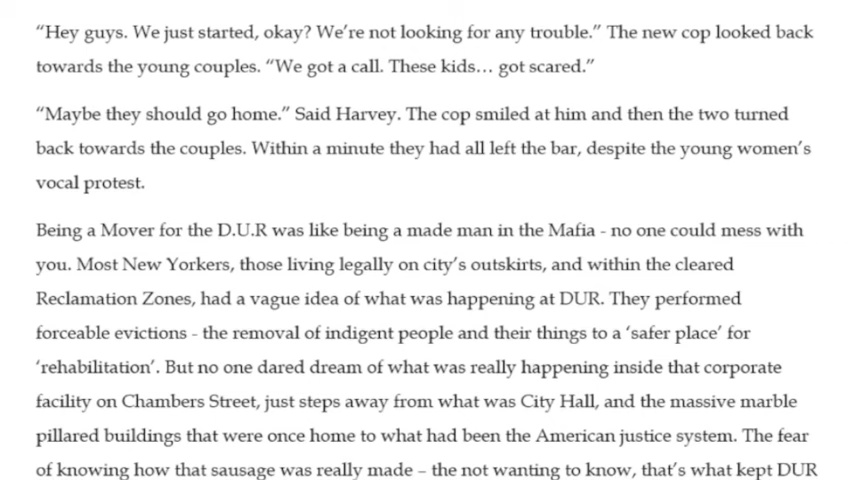 “Hey guys. We just started, okay? We’re not looking for any trouble.” The new cop looked back
towards the young couples. “We got a call. These kids… got scared.”
“Maybe they should go home.” Said Harvey. The cop smiled at him and then the two turned
back towards the couples. Within a minute they had all left the bar, despite the young women’s
vocal protest.
Being a Mover for the D.U.R was like being a made man in the Mafia - no one could mess with
you. Most New Yorkers, those living legally on city’s outskirts, and within the cleared
Reclamation Zones, had a vague idea of what was happening at DUR. They performed
forceable evictions - the removal of indigent people and their things to a ‘safer place’ for
‘rehabilitation’. But no one dared dream of what was really happening inside that corporate
facility on Chambers Street, just steps away from what was City Hall, and the massive marble
pillared buildings that were once home to what had been the American justice system. The fear
of knowing how that sausage was really made – the not wanting to know, that’s what kept DUR